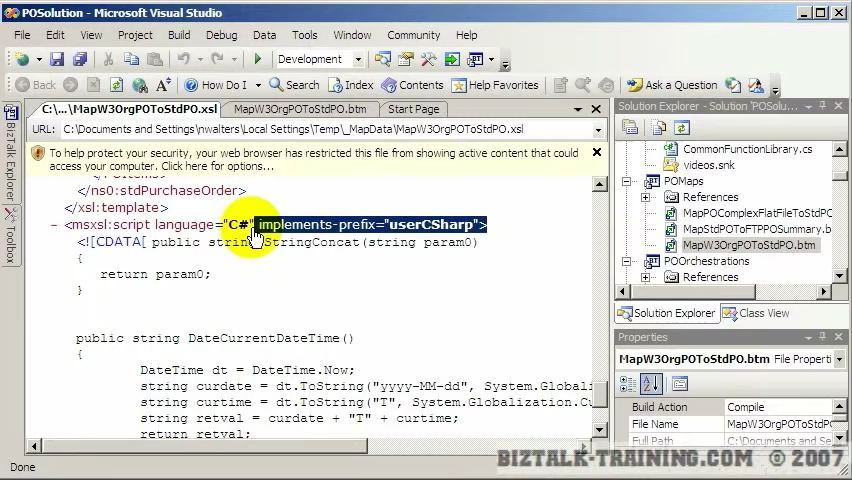 POSolution - Microsoft Visual Studio
File Edit View Project Build Debug Data Tools Window Community Help
Development
Back How Do I Search Index Contents Help Favorites Ask a Question
C:\...\MapW3OrgPOToStdPO.xsl MapW3OrgPOToStdPO.btm Start Page
URL: C:\Documents and Settings\nwalters\Local Settings\Temp\_MapData\MapW3OrgPOToStdPO.xsl
To help protect your security, your web browser has restricted this file from showing active content that could
access your computer. Click here for options...
BizTalk Explorer
Toolbox
</ns0:stdPurchaseOrder>
</xsl:template>
- <msxsl:script language="C#" implements-prefix="userCSharp">
<![CDATA[ public string StringConcat(string param0)
{
return param0;
}
public string DateCurrentDateTime()
{
DateTime dt = DateTime.Now;
string curdate = dt.ToString("yyyy-MM-dd", System.Globaliz
string curtime = dt.ToString("T", System.Globalization.Cu
string retval = curdate + "T" + curtime;
return retval;
Solution Explorer - Solution 'POSolu...
CommonFunctionLibrary.cs
videos.snk
POMaps
References
MapPOComplexFlatFileToStdPO
MapStdPOToFTPPOSummary.b
MapW3OrgPOToStdPO.btm
POOrchestrations
References
Solution Explorer Class View
Properties
MapW3OrgPOToStdPO.btm File Properti
Build Action Compile
File Name MapW3OrgPOToStdPO
Full Path C:\Documents and Setti
BIZTALK-TRAINING.COM © 2007
Done